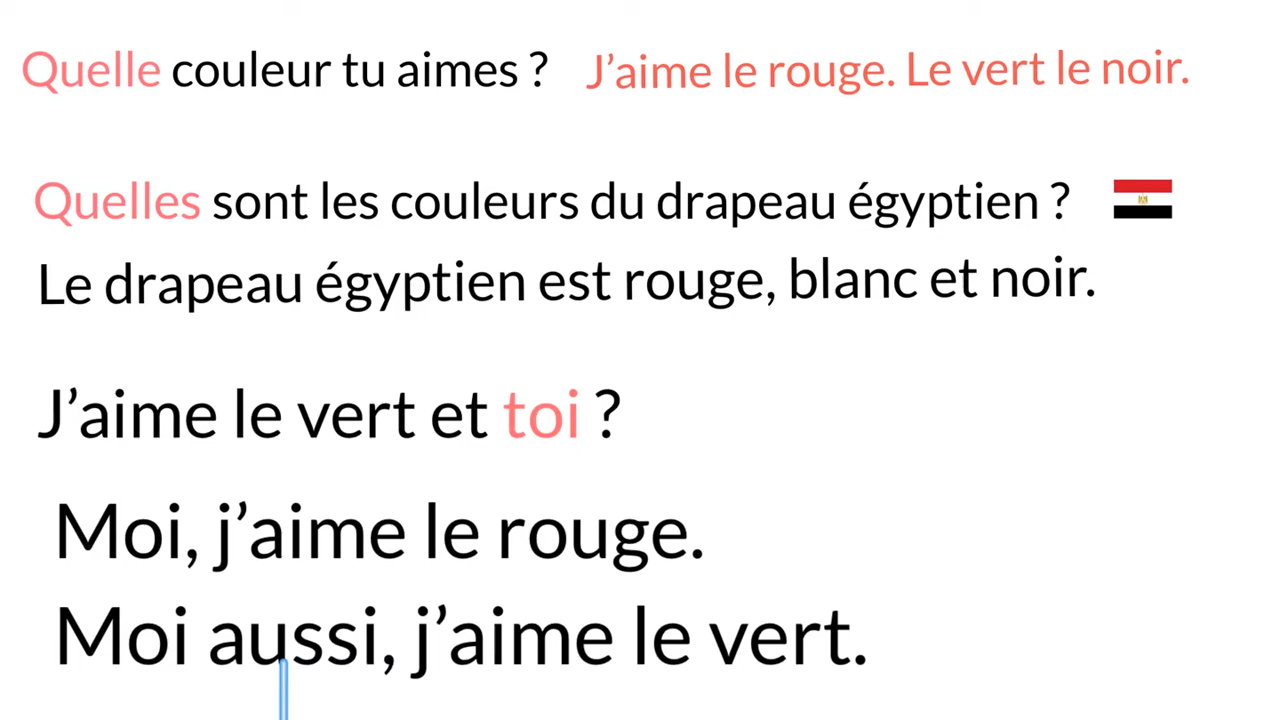 Quelle couleur tu aimes ? J’aime le rouge. Le vert le noir.
Quelles sont les couleurs du drapeau égyptien ?
Le drapeau égyptien est rouge, blanc et noir.
J’aime le vert et toi ?
Moi, j’aime le rouge.
Moi aussi, j’aime le vert.